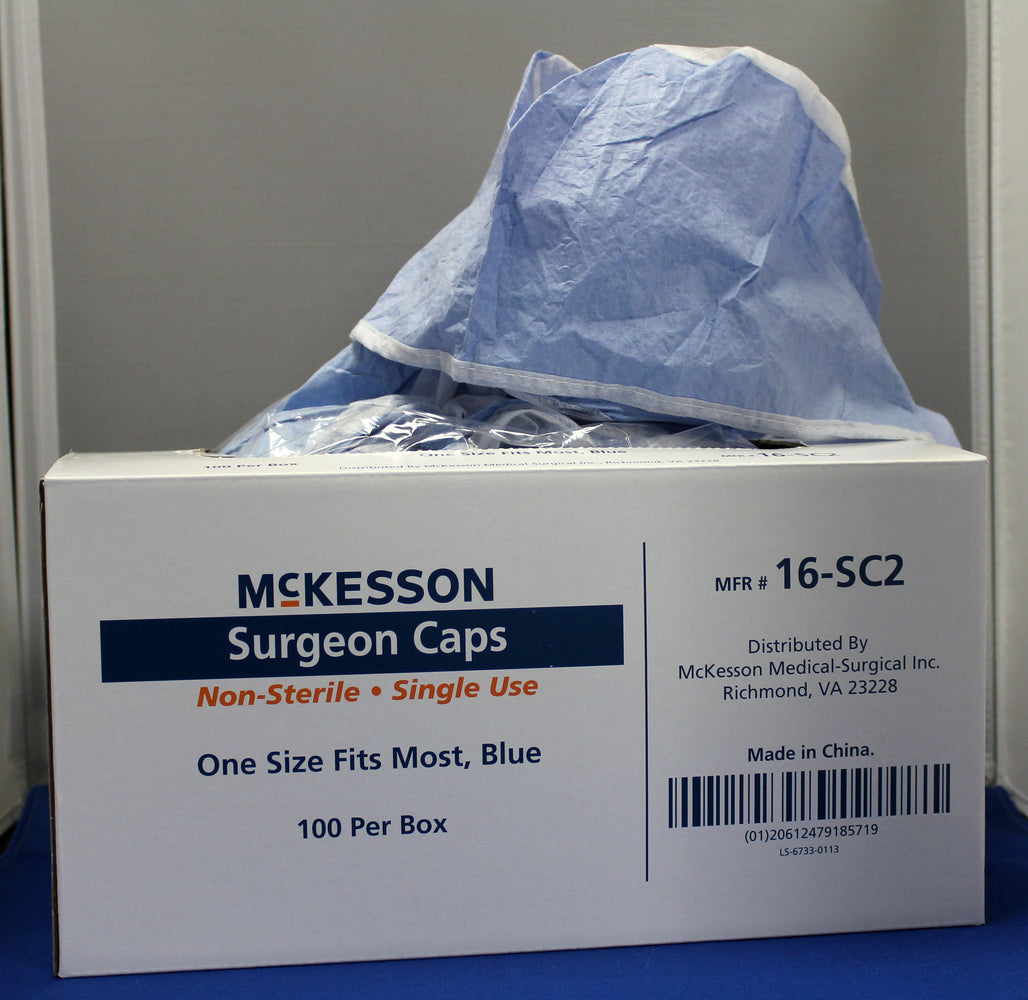 100 Per Box
One Size Fits Most, Blue
Distributed By McKesson Medical-Surgical Inc., Richmond, VA 23228
MFR # 16-SC2
McKESSON
Surgeon Caps
Non-Sterile • Single Use
One Size Fits Most, Blue
100 Per Box
MFR # 16-SC2
Distributed By
McKesson Medical-Surgical Inc.
Richmond, VA 23228
Made in China.
(01)20612479185719
LS-6733-0113